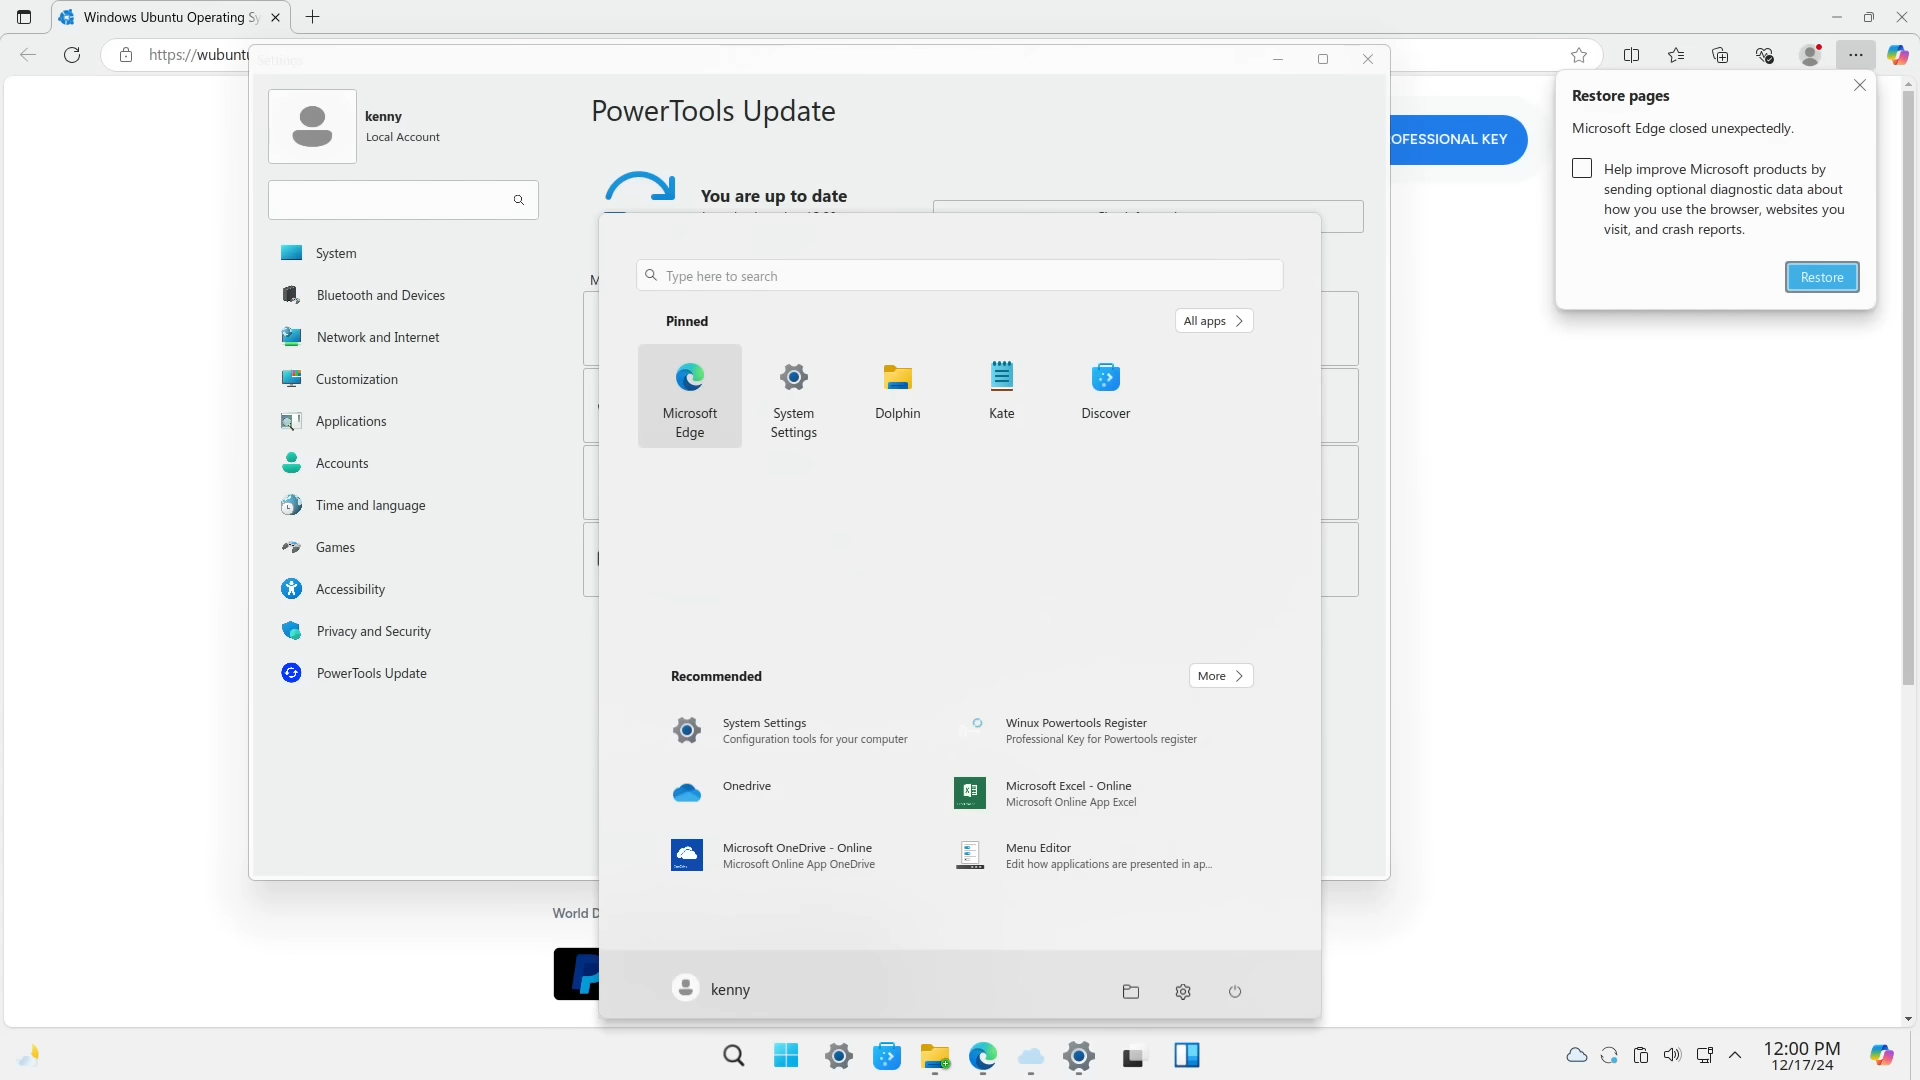 Windows Ubuntu Operating Sy
https://wubuntu
Settings
kenny
Local Account
PowerTools Update
You are up to date
OFESSIONAL KEY
Restore pages
Microsoft Edge closed unexpectedly.
Help improve Microsoft products by
sending optional diagnostic data about
how you use the browser, websites you
visit, and crash reports.
Restore
System
Bluetooth and Devices
Network and Internet
Customization
Applications
Accounts
Time and language
Games
Accessibility
Privacy and Security
PowerTools Update
M
Type here to search
Pinned
All apps
Microsoft
Edge
System
Settings
Dolphin
Kate
Discover
Recommended
More
System Settings
Configuration tools for your computer
Winux Powertools Register
Professional Key for Powertools register
Onedrive
Microsoft Excel - Online
Microsoft Online App Excel
Microsoft OneDrive - Online
Microsoft Online App OneDrive
Menu Editor
Edit how applications are presented in ap...
World D
kenny
12:00 PM
12/17/24